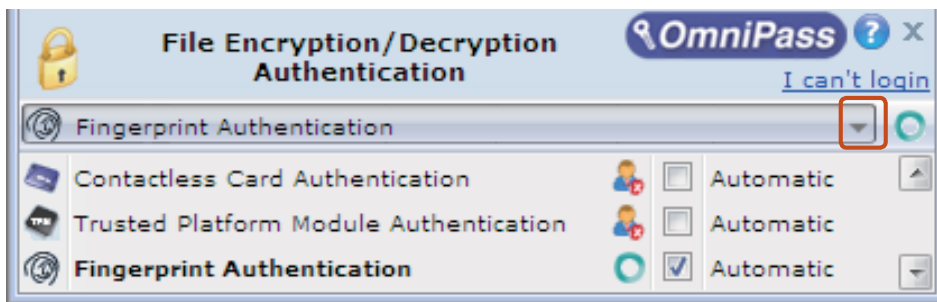 File Encryption/Decryption
Authentication
OmniPass
?
X
I can't login
Fingerprint Authentication
Contactless Card Authentication
Automatic
TPM
Trusted Platform Module Authentication
Automatic
Fingerprint Authentication
Automatic